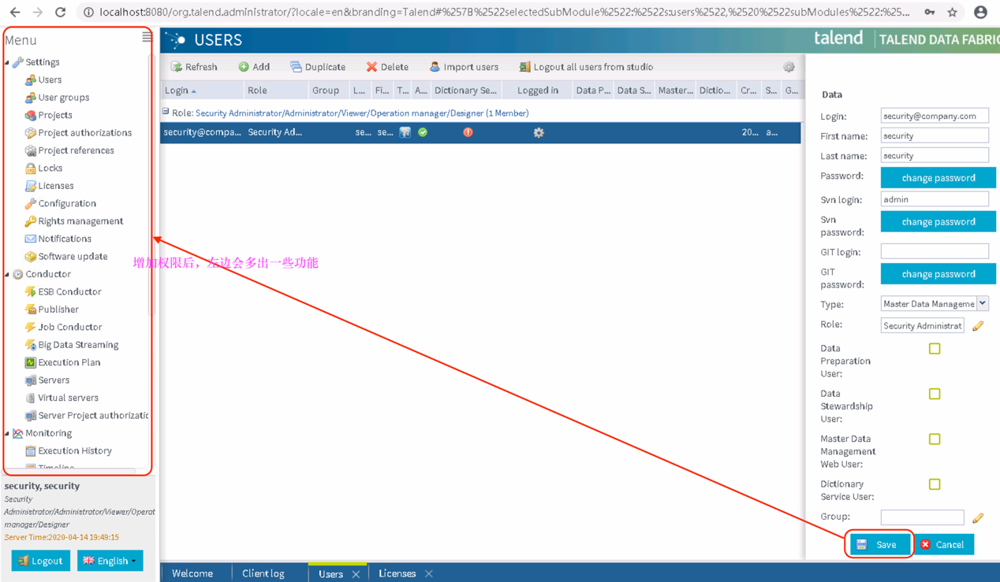 localhost:8080/org.talend.administrator/?locale=en&branding=Talend#%257B%2522selectedSubModule%2522:%2522s:users%2522,%2520%2522subModules%2522:%25...
Menu
Settings
Users
User groups
Projects
Project authorizations
Project references
Locks
Licenses
Configuration
Rights management
Notifications
Software update
Conductor
ESB Conductor
Publisher
Job Conductor
Big Data Streaming
Execution Plan
Servers
Virtual servers
Server Project authorizatio
Monitoring
Execution History
Timeline
security, security
Security
Administrator/Administrator/Viewer/Operat
manager/Designer
Server Time:2020-04-14 19:49:15
Logout English
USERS
talend TALEND DATA FABRIC
Refresh Add Duplicate Delete Import users Logout all users from studio
Login Role Group L... Fi... T... A... Dictionary Se... Logged in Data P... Data S... Master... Dictio... Cr... S... G...
Role: Security Administrator/Administrator/Viewer/Operation manager/Designer (1 Member)
security@compa... Security Ad... se... se... 20... a...
增加权限后，左边会多出一些功能
Data
Login: security@company.com
First name: security
Last name: security
Password: change password
Svn login: admin
Svn
password: change password
GIT login:
GIT
password: change password
Type: Master Data Manageme
Role: Security Administrat
Data
Preparation
User:
Data
Stewardship
User:
Master Data
Management
Web User:
Dictionary
Service User:
Group:
Save Cancel
Welcome Client log Users Licenses